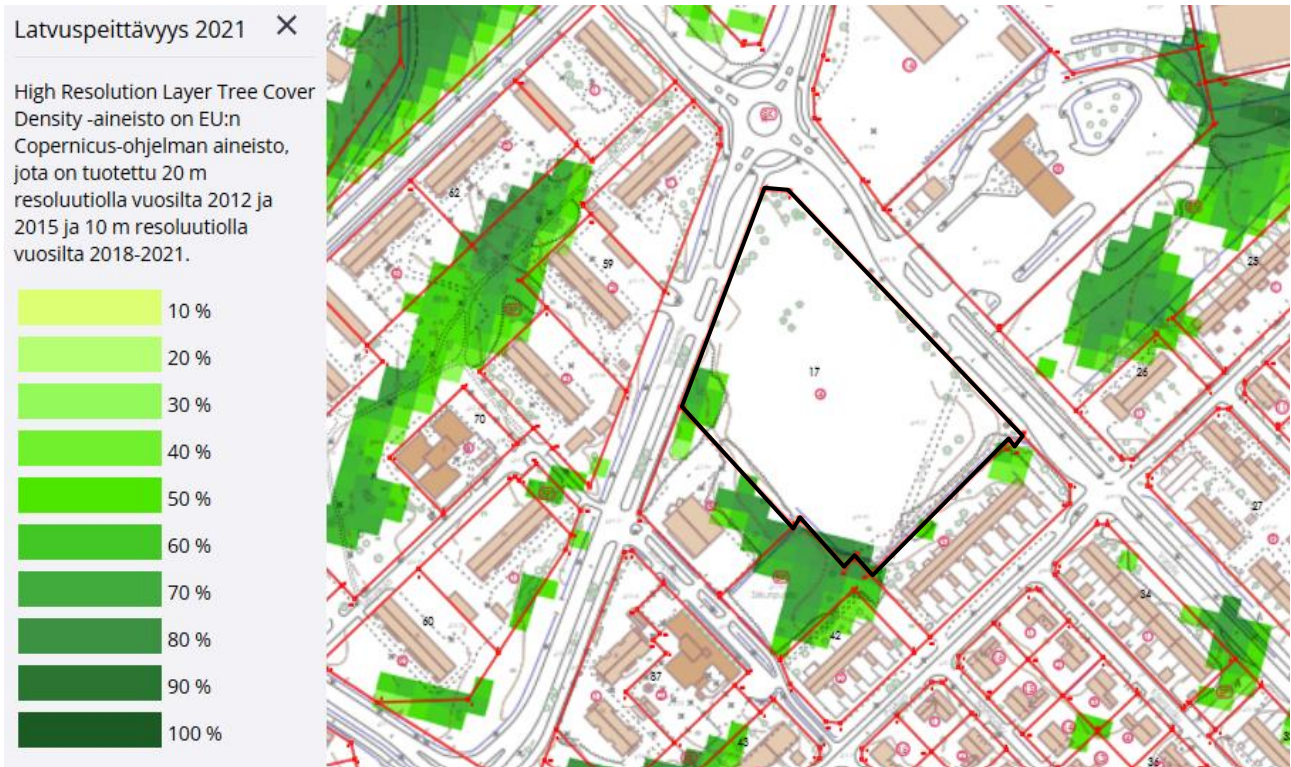 Latvuspeittävyys 2021
High Resolution Layer Tree Cover
Density -aineisto on EU:n
Copernicus-ohjelman aineisto,
jota on tuotettu 20 m
resoluutiolla vuosilta 2012 ja
2015 ja 10 m resoluutiolla
vuosilta 2018-2021.
10 %
20 %
30 %
40 %
50 %
60 %
70 %
80 %
90 %
100 %
62
59
25
17
26
70
27
34
60
42
87
43
36